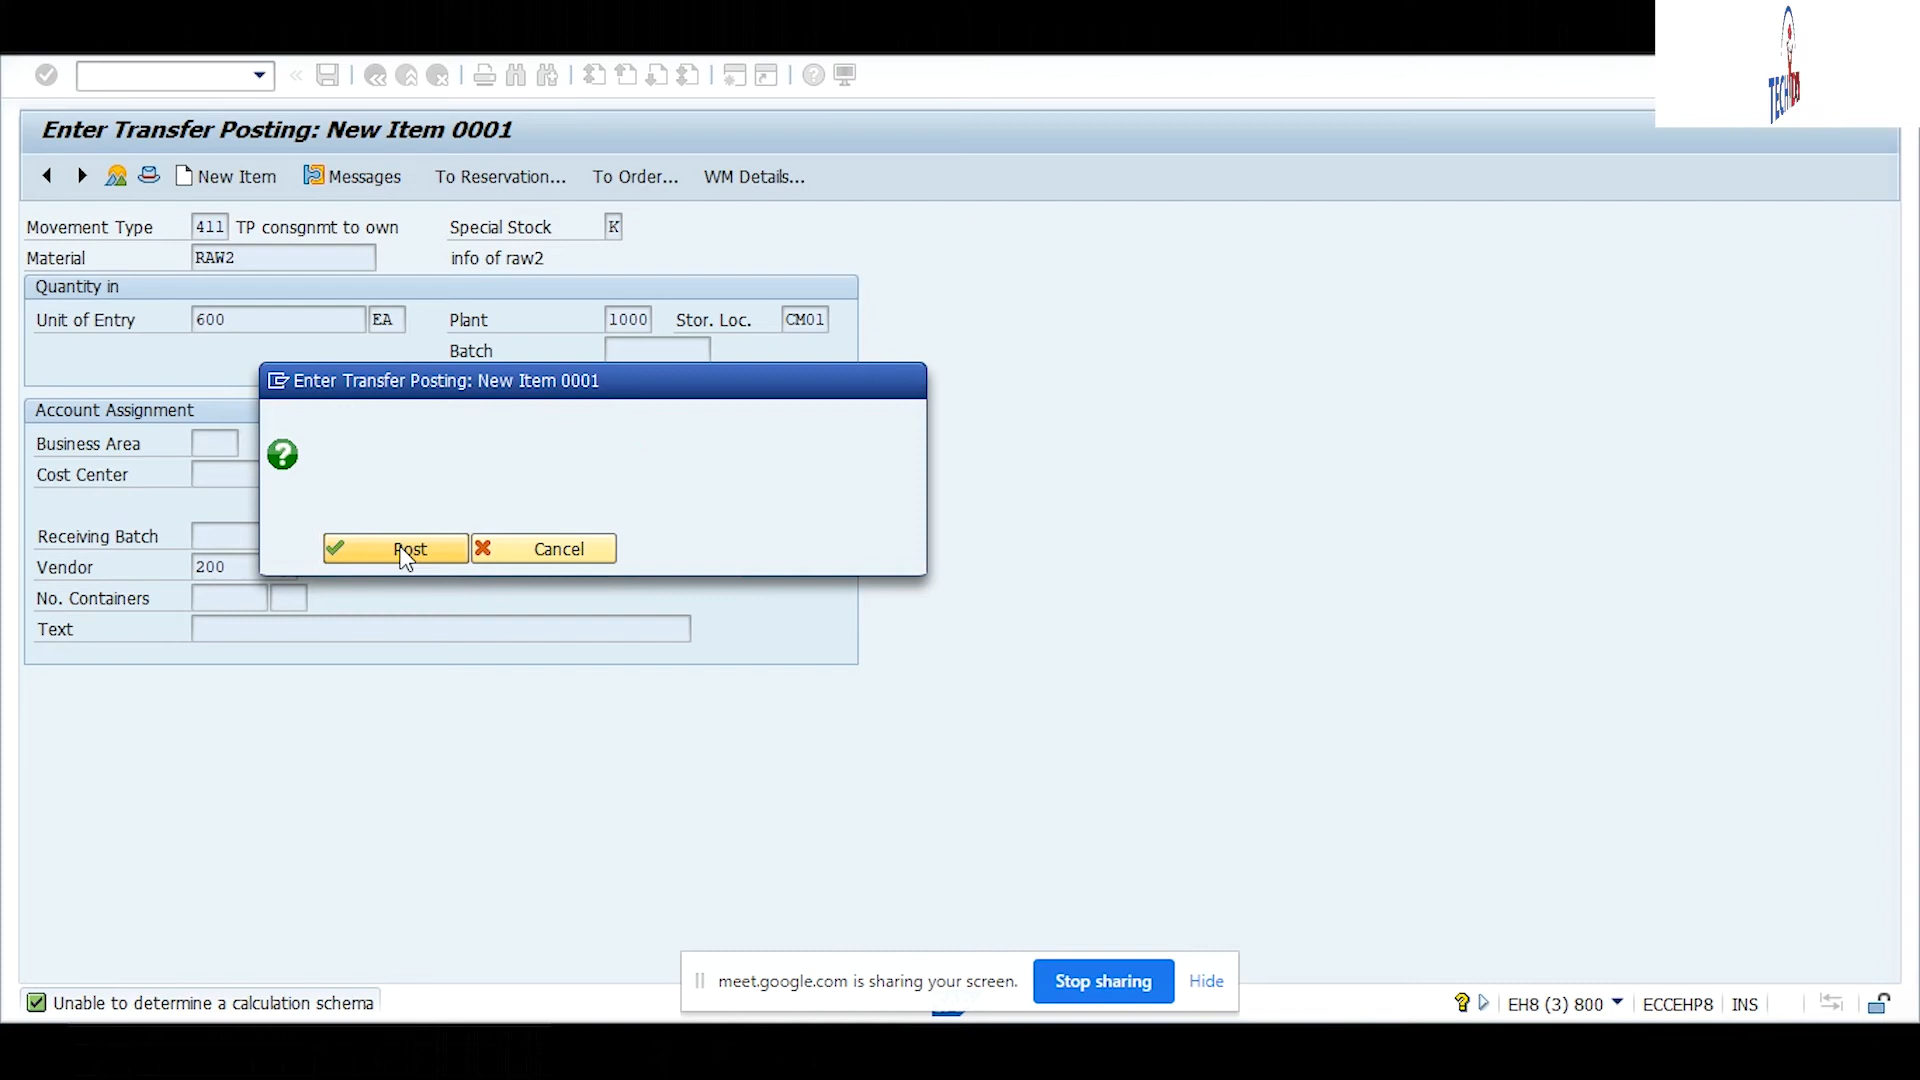 Enter Transfer Posting: New Item 0001
New Item Messages To Reservation... To Order... WM Details...
Movement Type 411 TP consgnmt to own Special Stock K
Material RAW2 info of raw2
Quantity in
Unit of Entry 600 EA Plant 1000 Stor. Loc. CM01
Batch
Enter Transfer Posting: New Item 0001
Account Assignment
Business Area
Cost Center
Receiving Batch
Post Cancel
Vendor 200
No. Containers
Text
meet.google.com is sharing your screen. Stop sharing Hide
Unable to determine a calculation schema
EH8 (3) 800 ECCEHP8 INS